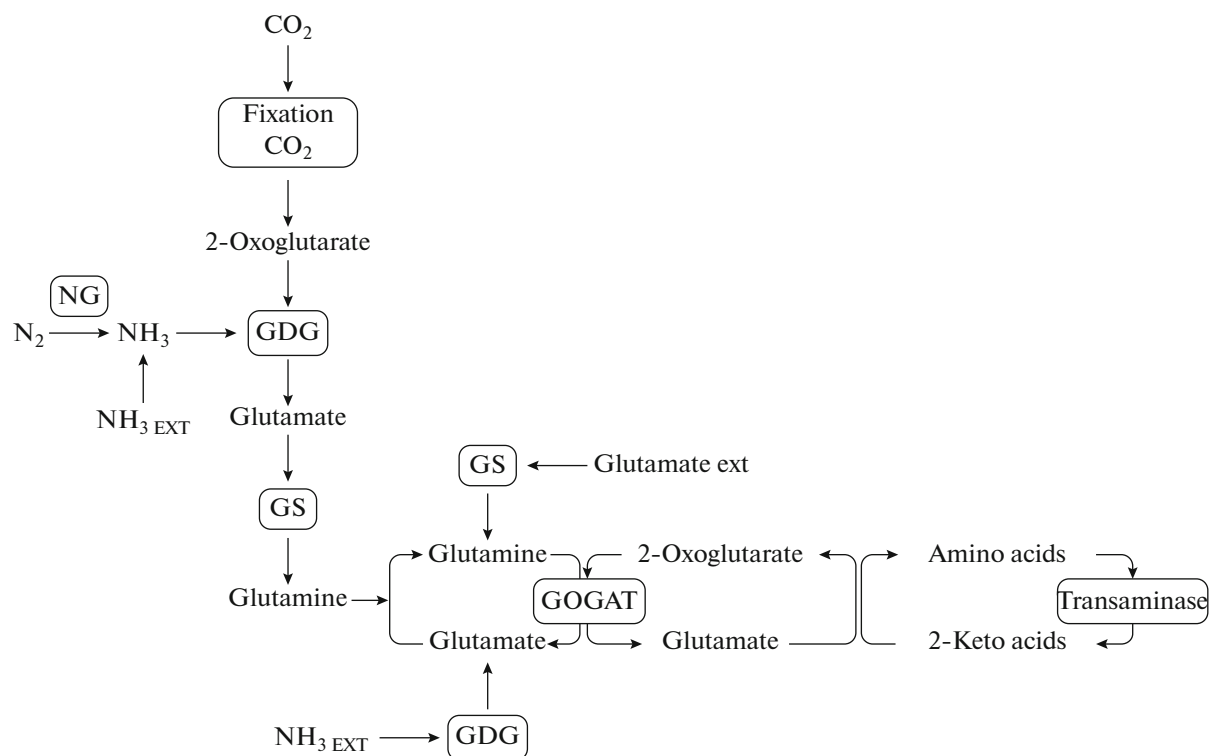 CO₂
Fixation
CO₂
2-Oxoglutarate
NG
N₂ NH₃ GDG
NH₃ EXT Glutamate
GS Glutamate ext
GS
Glutamine 2-Oxoglutarate Amino acids
Glutamine GOGAT Transaminase
Glutamate Glutamate 2-Keto acids
NH₃ EXT GDG